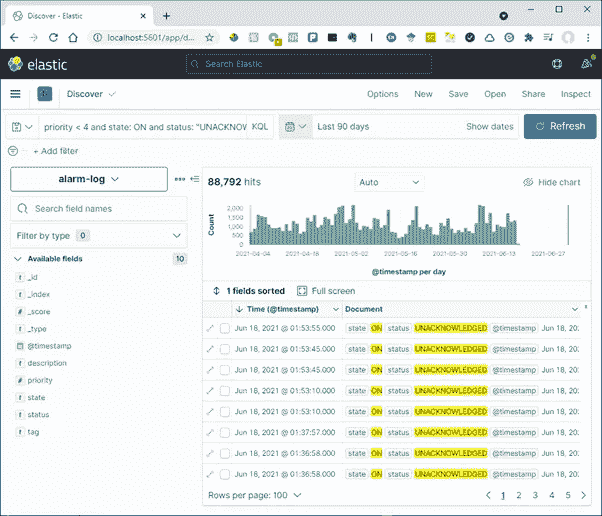 Discover - Elastic
localhost:5601/app/d...
elastic
Search Elastic
Discover
Options New Save Open Share Inspect
priority < 4 and state: ON and status: "UNACKNOW KQL Last 90 days Show dates Refresh
+ Add filter
alarm-log
88,792 hits
Auto
Hide chart
Search field names
Filter by type 0
Available fields 10
_id
_index
_score
_type
@timestamp
description
priority
state
status
tag
Count
2,000
1,500
1,000
500
0
2021-04-04 2021-04-18 2021-05-02 2021-05-16 2021-05-30 2021-06-13 2021-06-27
@timestamp per day
1 fields sorted Full screen
Time (@timestamp) Document
Jun 18, 2021 @ 01:53:55.000 state ON status UNACKNOWLEDGED @timestamp Jun 18, 202
Jun 18, 2021 @ 01:53:45.000 state ON status UNACKNOWLEDGED @timestamp Jun 18, 202
Jun 18, 2021 @ 01:53:45.000 state ON status UNACKNOWLEDGED @timestamp Jun 18, 202
Jun 18, 2021 @ 01:53:10.000 state ON status UNACKNOWLEDGED @timestamp Jun 18, 202
Jun 18, 2021 @ 01:53:10.000 state ON status UNACKNOWLEDGED @timestamp Jun 18, 202
Jun 18, 2021 @ 01:37:57.000 state ON status UNACKNOWLEDGED @timestamp Jun 18, 202
Jun 18, 2021 @ 01:36:58.000 state ON status UNACKNOWLEDGED @timestamp Jun 18, 202
Jun 18, 2021 @ 01:36:58.000 state ON status UNACKNOWLEDGED @timestamp Jun 18, 202
Rows per page: 100
1 2 3 4 5